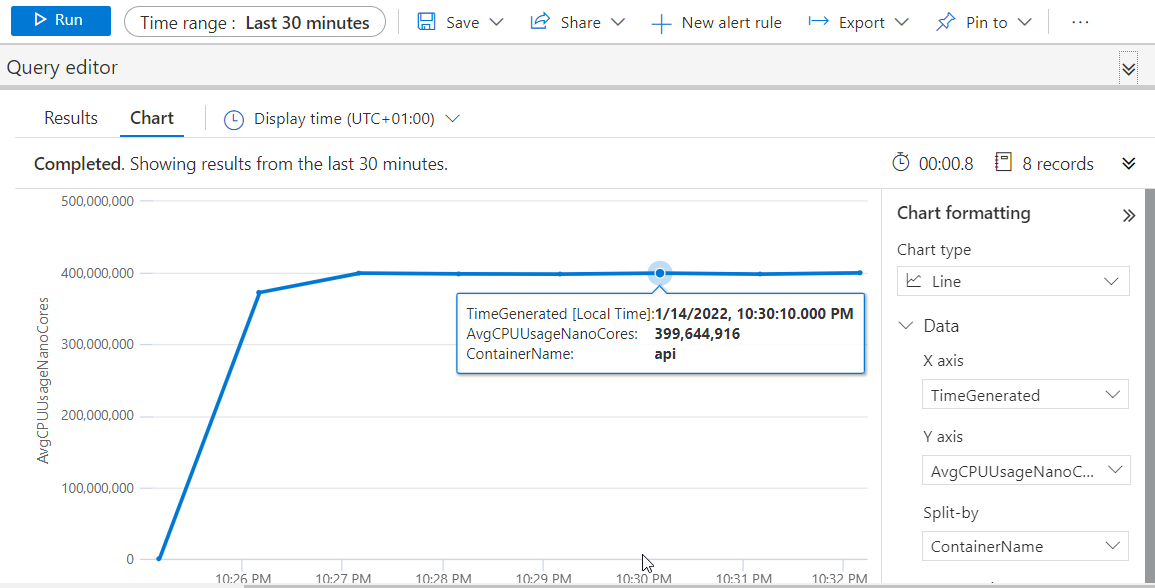 Run
Time range : Last 30 minutes
Save
Share
New alert rule
Export
Pin to
Query editor
Results
Chart
Display time (UTC+01:00)
Completed. Showing results from the last 30 minutes.
00:00.8
8 records
AvgCPUUsageNanoCores
500,000,000
400,000,000
300,000,000
200,000,000
100,000,000
0
10:26 PM
10:27 PM
10:28 PM
10:29 PM
10:30 PM
10:31 PM
10:32 PM
TimeGenerated [Local Time]:1/14/2022, 10:30:10.000 PM
AvgCPUUsageNanoCores: 399,644,916
ContainerName: api
Chart formatting
Chart type
Line
Data
X axis
TimeGenerated
Y axis
AvgCPUUsageNanoC...
Split-by
ContainerName